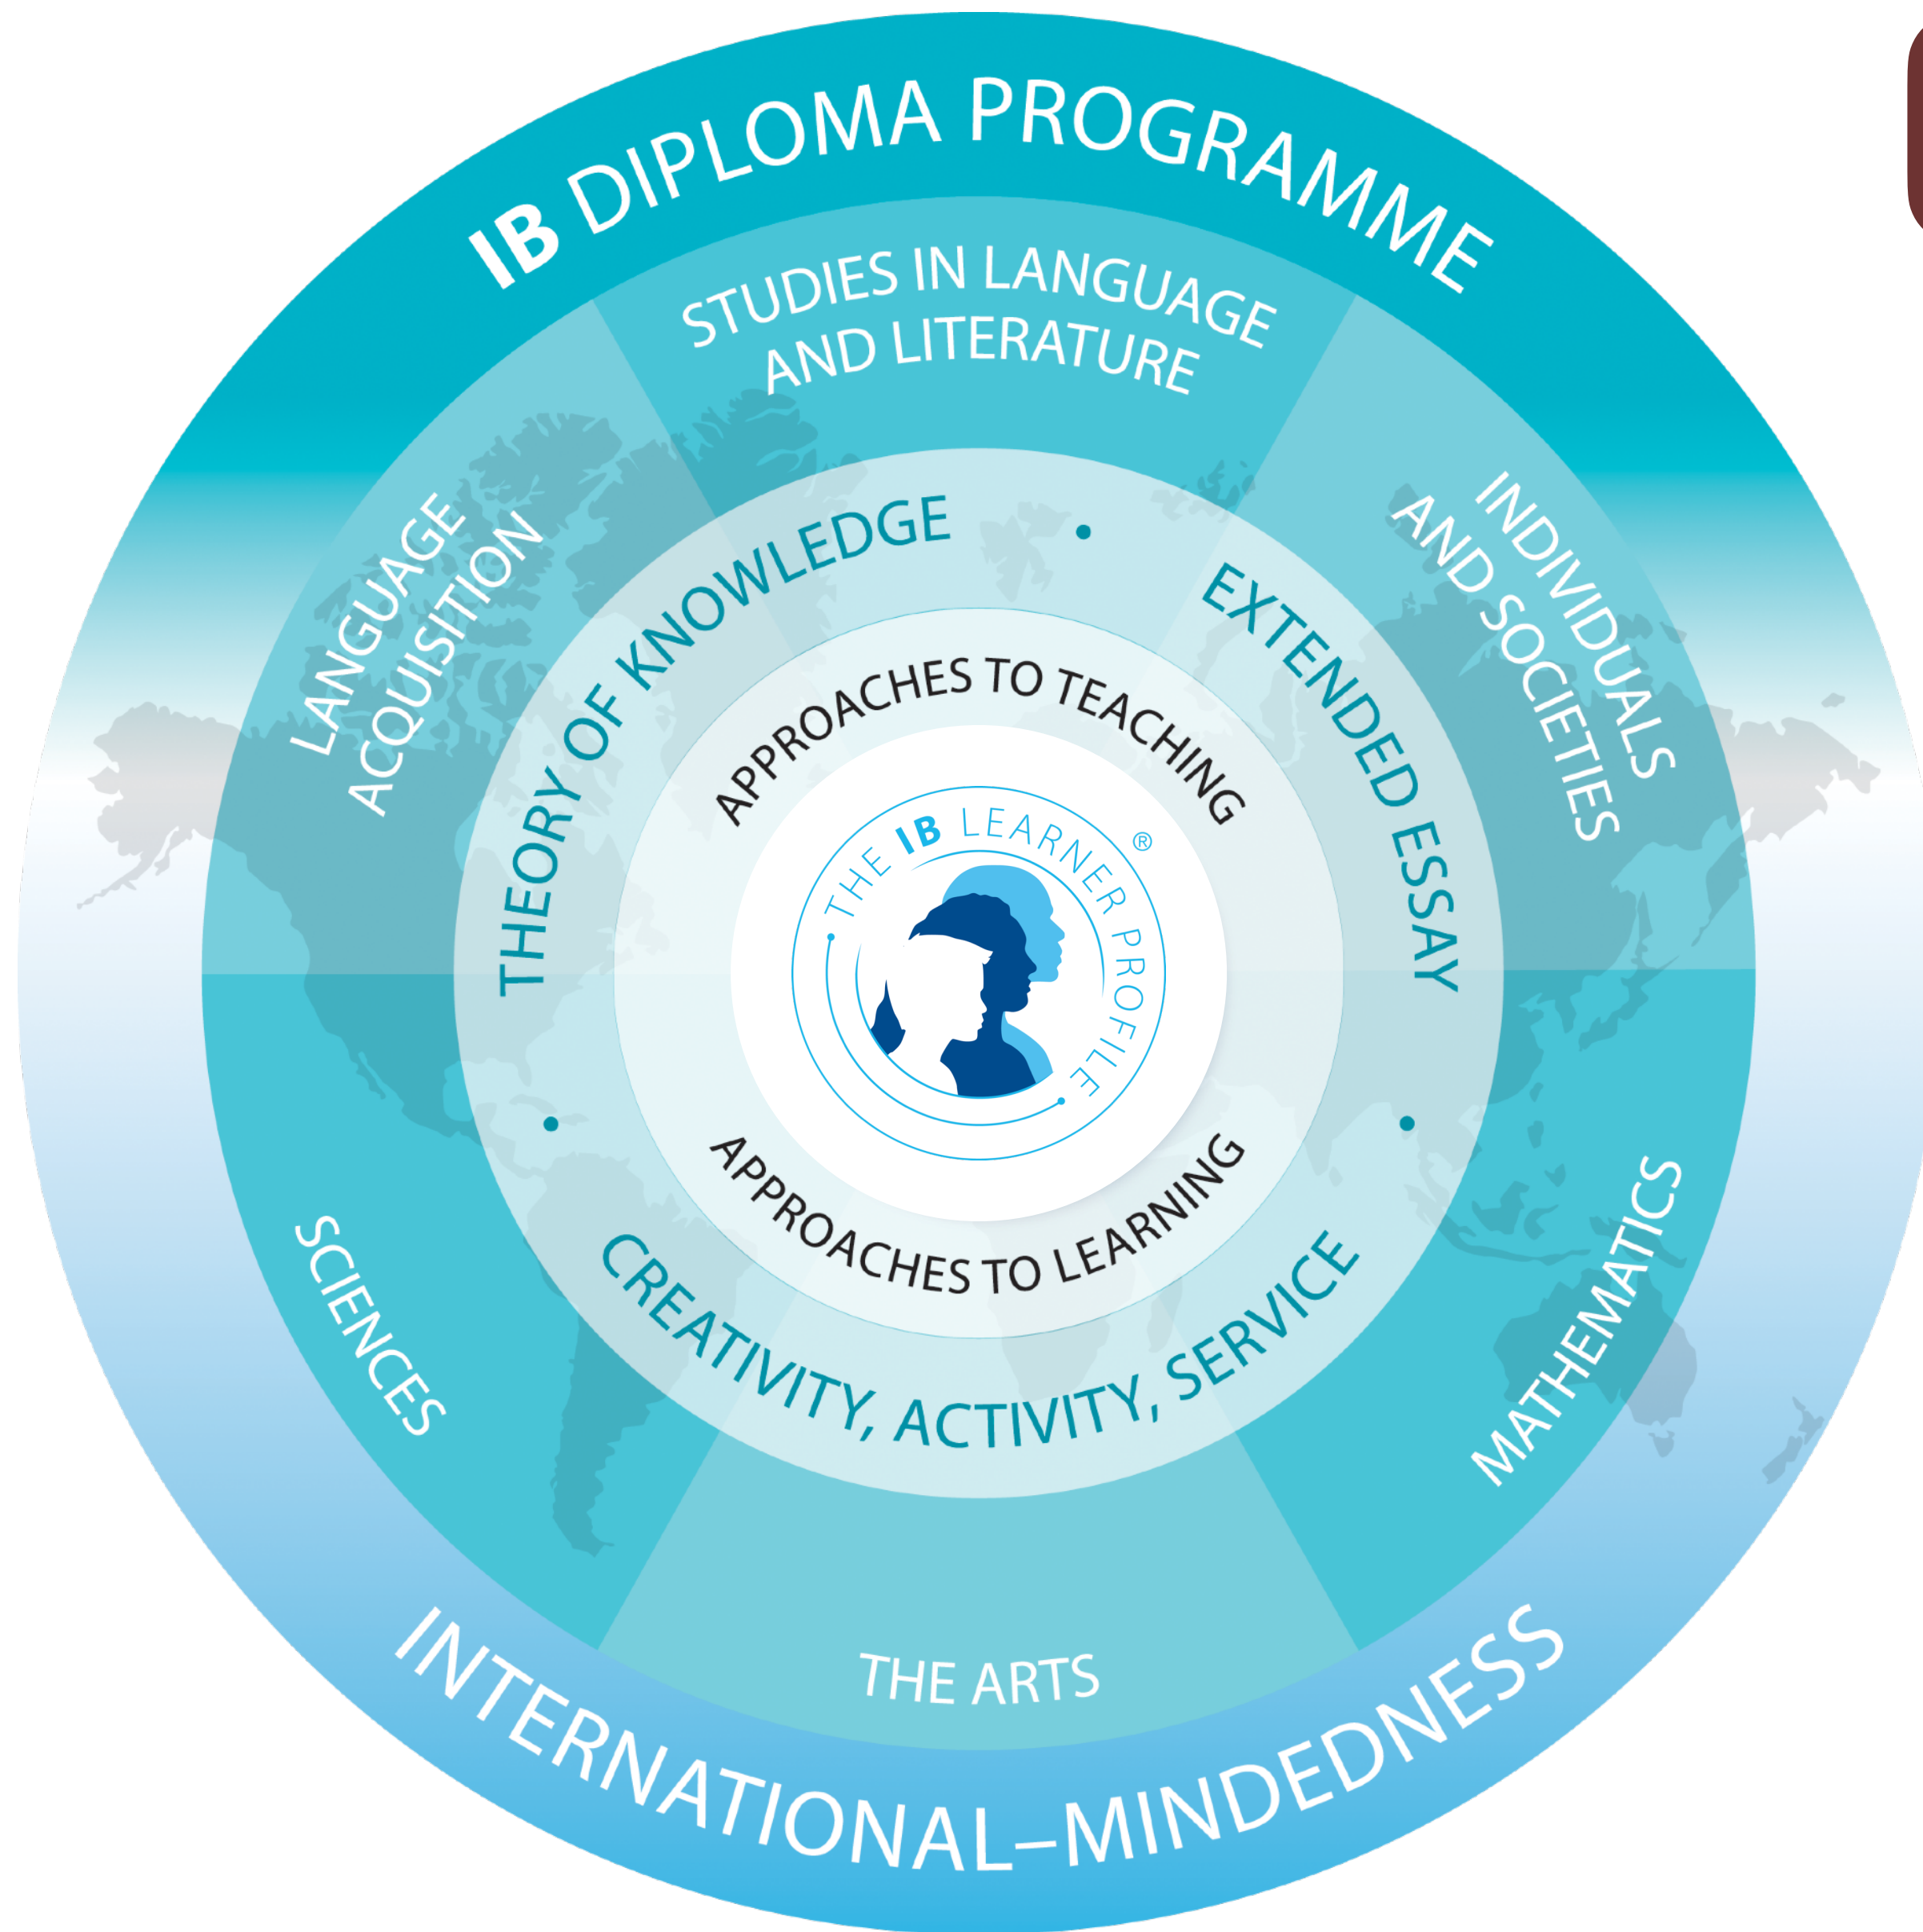 IB DIPLOMA PROGRAMME
STUDIES IN LANGUAGE
AND LITERATURE
LANGUAGE
ACQUISITION
INDIVIDUALS
AND SOCIETIES
THEORY OF KNOWLEDGE
EXTENDED ESSAY
APPROACHES TO TEACHING
THE IB LEARNER PROFILE ®
APPROACHES TO LEARNING
CREATIVITY, ACTIVITY, SERVICE
SCIENCES
MATHEMATICS
THE ARTS
INTERNATIONAL–MINDEDNESS